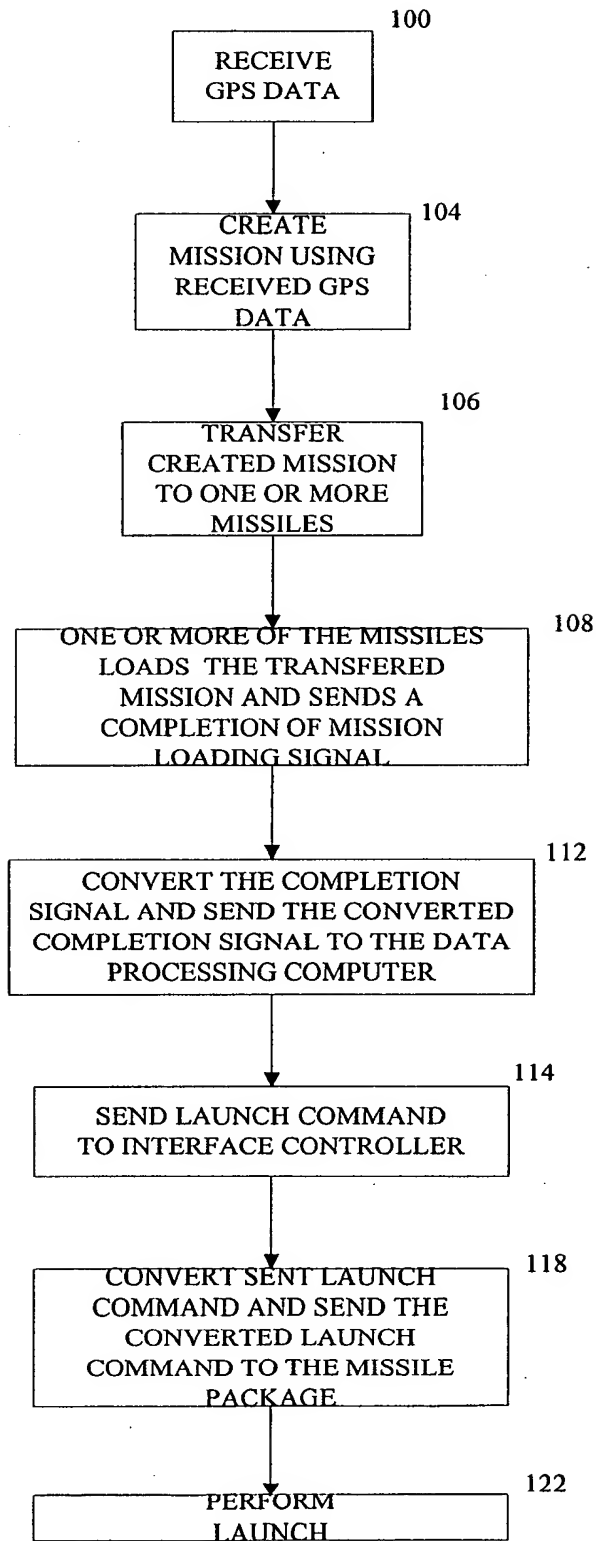 100
RECEIVE
GPS DATA
104
CREATE
MISSION USING
RECEIVED GPS
DATA
106
TRANSFER
CREATED MISSION
TO ONE OR MORE
MISSILES
108
ONE OR MORE OF THE MISSILES
LOADS THE TRANSFERED
MISSION AND SENDS A
COMPLETION OF MISSION
LOADING SIGNAL
112
CONVERT THE COMPLETION
SIGNAL AND SEND THE CONVERTED
COMPLETION SIGNAL TO THE DATA
PROCESSING COMPUTER
114
SEND LAUNCH COMMAND
TO INTERFACE CONTROLLER
118
CONVERT SENT LAUNCH
COMMAND AND SEND THE
CONVERTED LAUNCH
COMMAND TO THE MISSILE
PACKAGE
122
PERFORM
LAUNCH